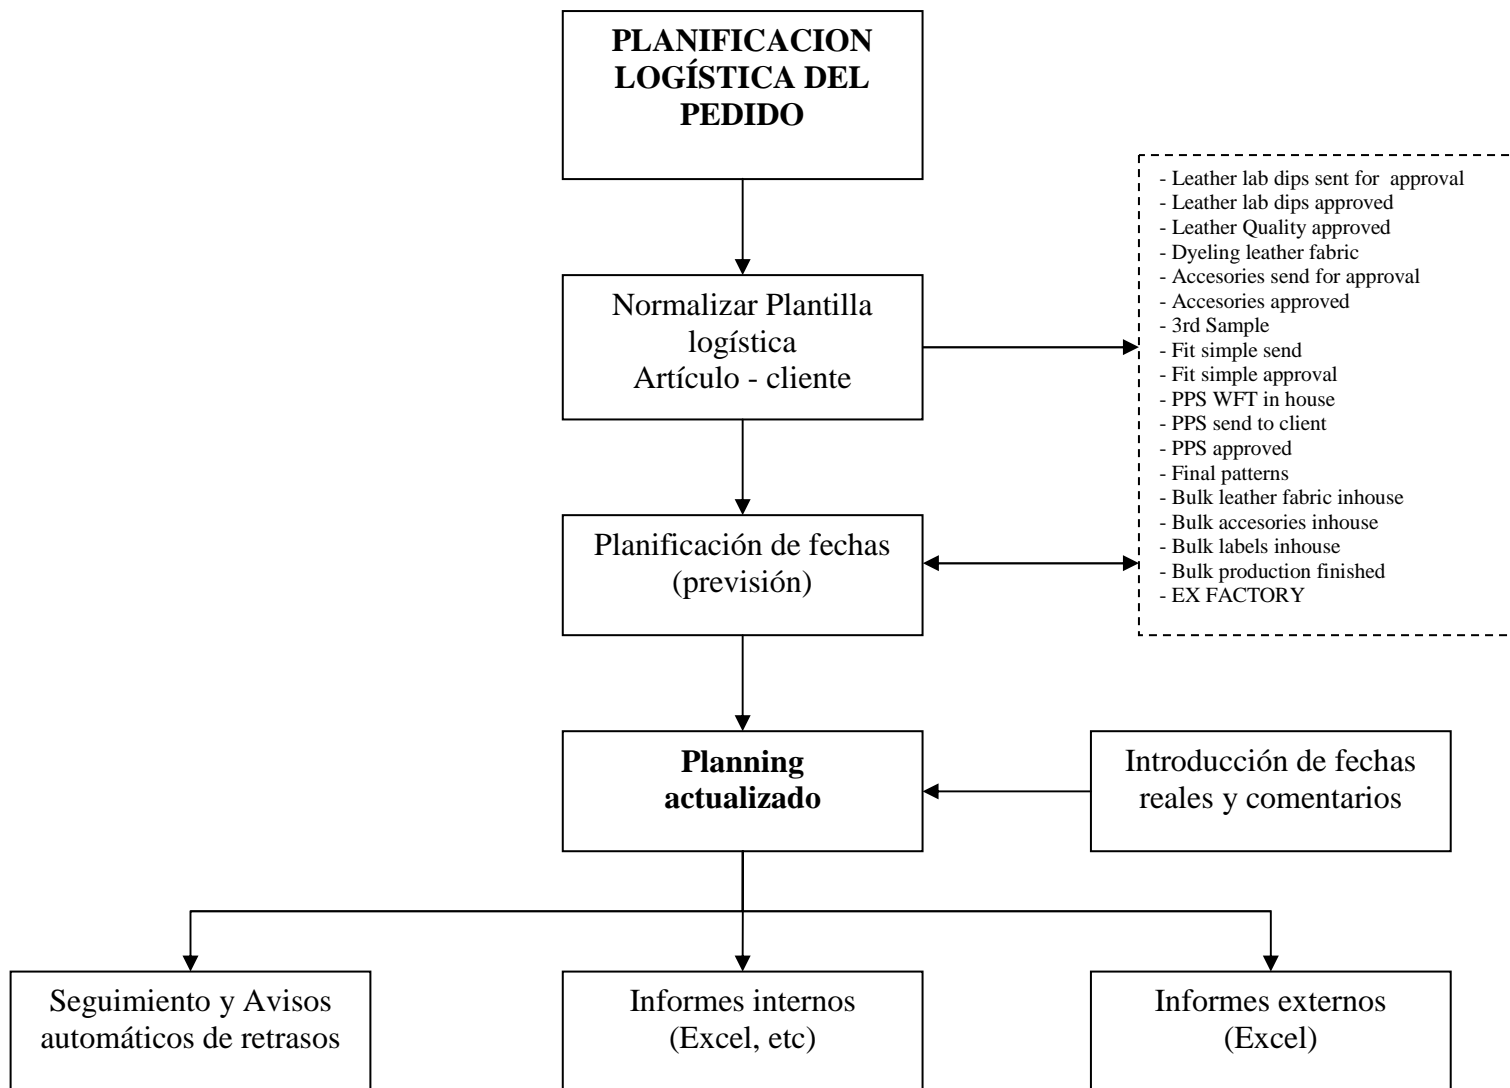 PLANIFICACION
LOGÍSTICA DEL
PEDIDO
- Leather lab dips sent for  approval
- Leather lab dips approved
- Leather Quality approved
- Dyeling leather fabric
- Accesories send for approval
- Accesories approved
- 3rd Sample
- Fit simple send
- Fit simple approval
- PPS WFT in house
- PPS send to client
- PPS approved
- Final patterns
- Bulk leather fabric inhouse
- Bulk accesories inhouse
- Bulk labels inhouse
- Bulk production finished
- EX FACTORY
Normalizar Plantilla
logística
Artículo - cliente
Planificación de fechas
(previsión)
Planning
actualizado
Introducción de fechas
reales y comentarios
Seguimiento y Avisos
automáticos de retrasos
Informes internos
(Excel, etc)
Informes externos
(Excel)